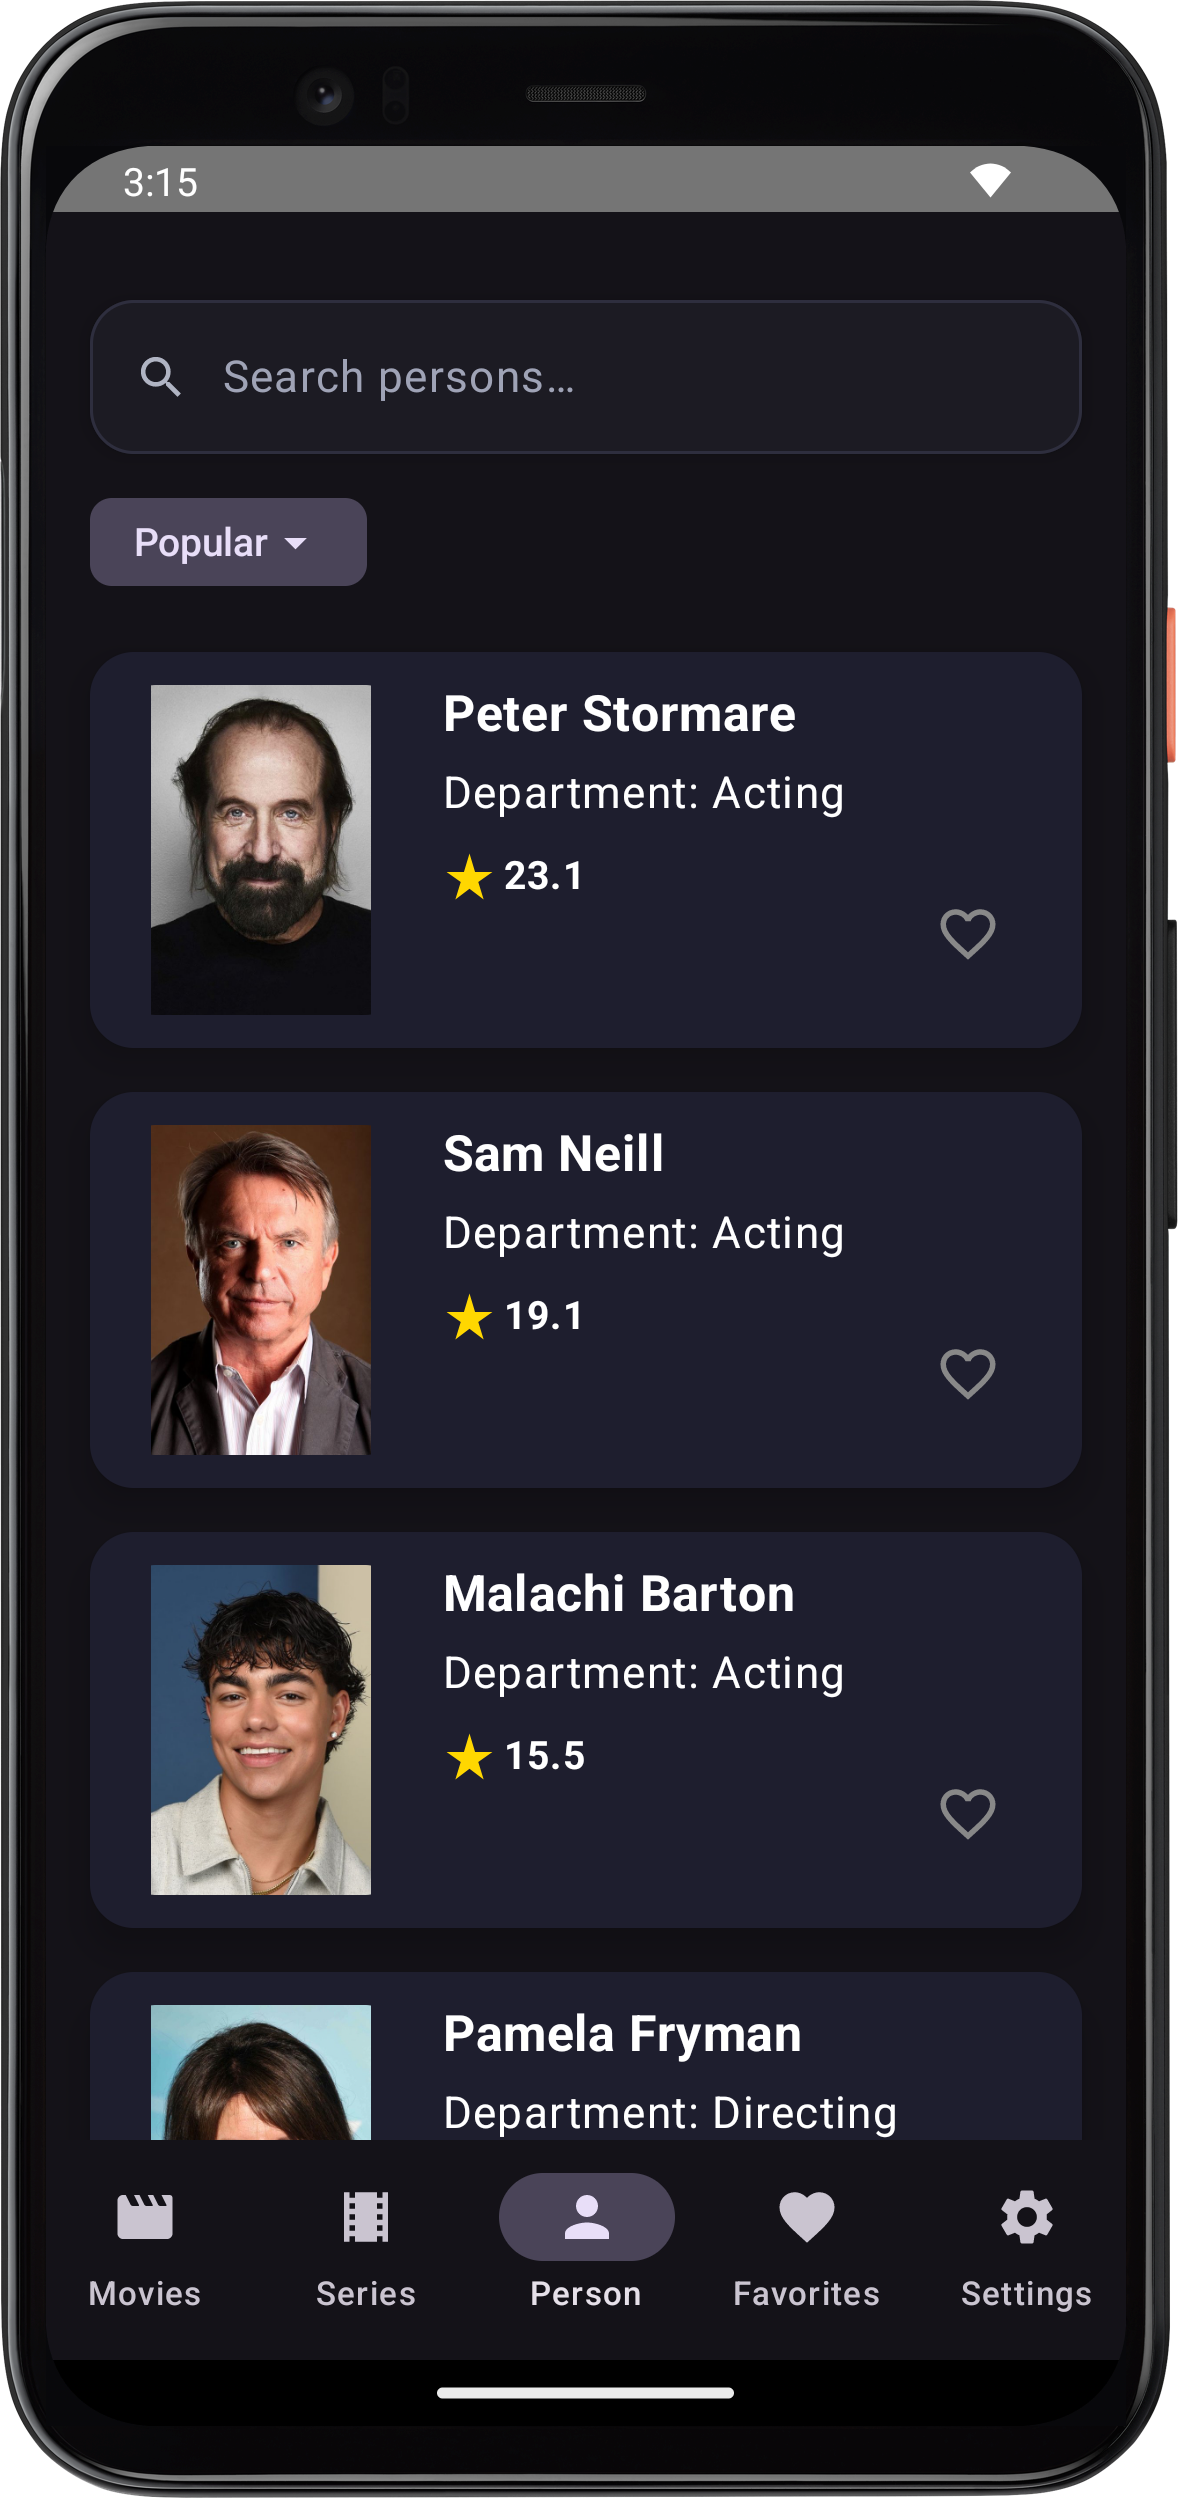 3:15
Search persons...
Popular
Peter Stormare
Department: Acting
23.1
Sam Neill
Department: Acting
19.1
Malachi Barton
Department: Acting
15.5
Pamela Fryman
Department: Directing
Movies
Series
Person
Favorites
Settings